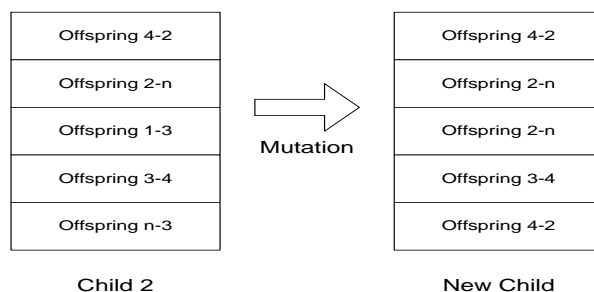 Offspring 4-2
Offspring 2-n
Offspring 1-3
Offspring 3-4
Offspring n-3
Child 2
Mutation
Offspring 4-2
Offspring 2-n
Offspring 2-n
Offspring 3-4
Offspring 4-2
New Child